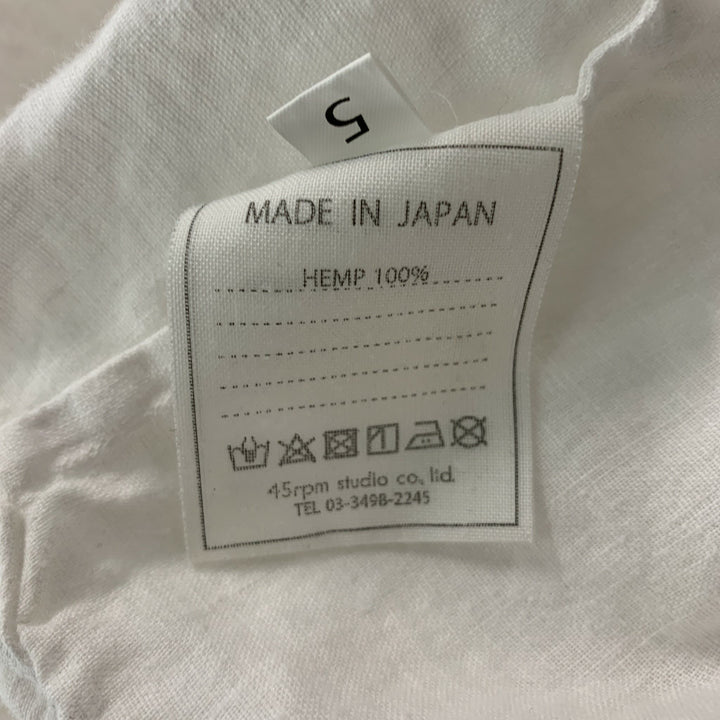 5
MADE IN JAPAN
HEMP 100%
45rpm studio co., ltd.
TEL 03-3498-2245